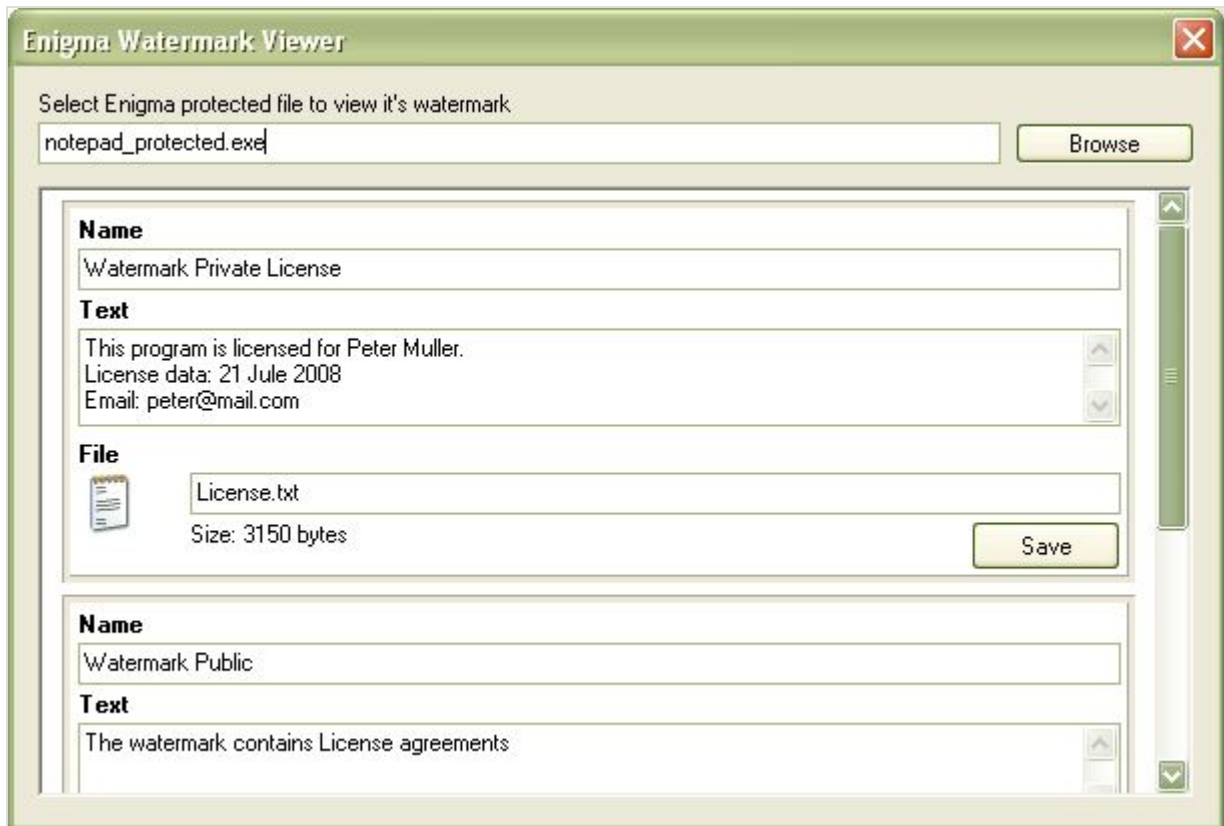 Enigma Watermark Viewer
Select Enigma protected file to view it's watermark
notepad_protected.exe
Browse
Name
Watermark Private License
Text
This program is licensed for Peter Muller.
License data: 21 Jule 2008
Email: peter@mail.com
File
License.txt
Size: 3150 bytes
Save
Name
Watermark Public
Text
The watermark contains License agreements